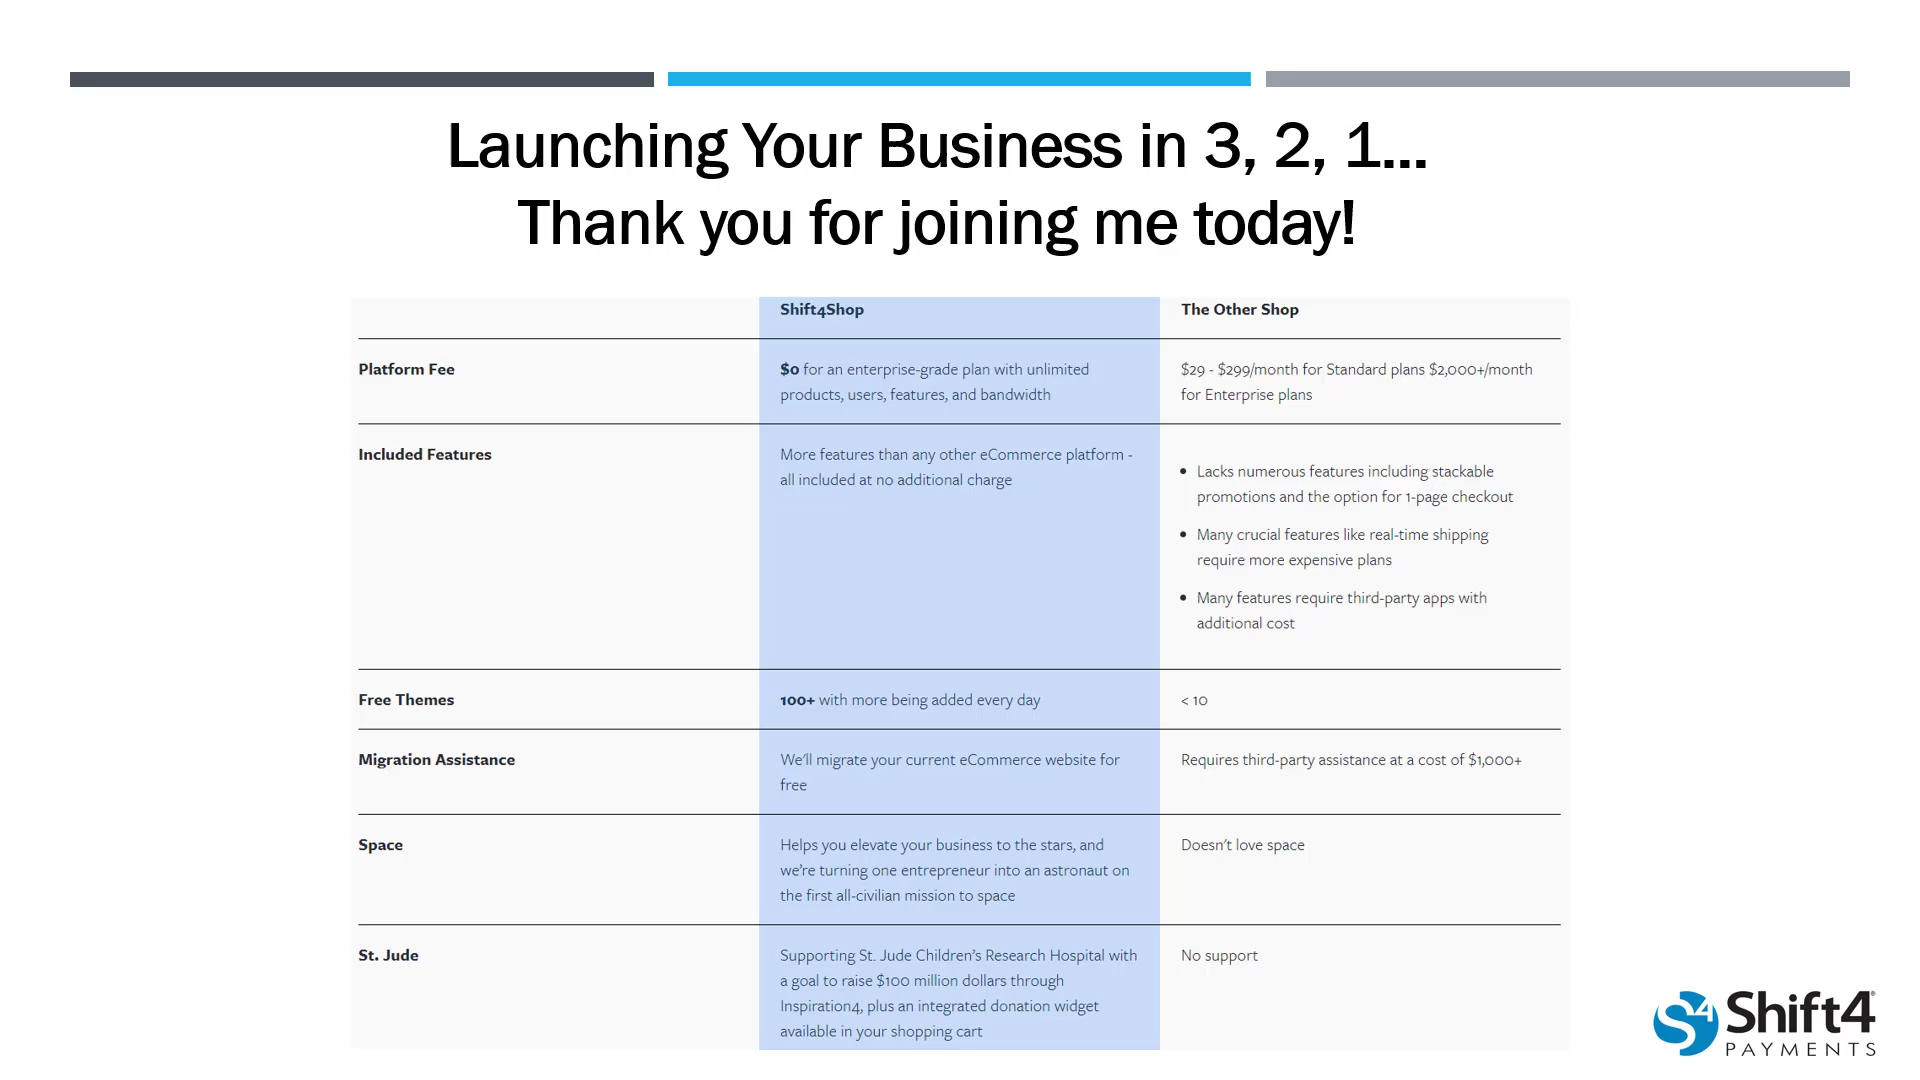 Launching Your Business in 3, 2, 1...
Thank you for joining me today!
Shift4Shop
The Other Shop
Platform Fee
$0 for an enterprise-grade plan with unlimited
products, users, features, and bandwidth
$29 - $299/month for Standard plans $2,000+/month
for Enterprise plans
Included Features
More features than any other eCommerce platform -
all included at no additional charge
• Lacks numerous features including stackable
promotions and the option for 1-page checkout
• Many crucial features like real-time shipping
require more expensive plans
• Many features require third-party apps with
additional cost
Free Themes
100+ with more being added every day
< 10
Migration Assistance
We'll migrate your current eCommerce website for
free
Requires third-party assistance at a cost of $1,000+
Space
Helps you elevate your business to the stars, and
we're turning one entrepreneur into an astronaut on
the first all-civilian mission to space
Doesn't love space
St. Jude
Supporting St. Jude Children's Research Hospital with
a goal to raise $100 million dollars through
Inspiration4, plus an integrated donation widget
available in your shopping cart
No support
S4 Shift4®
PAYMENTS